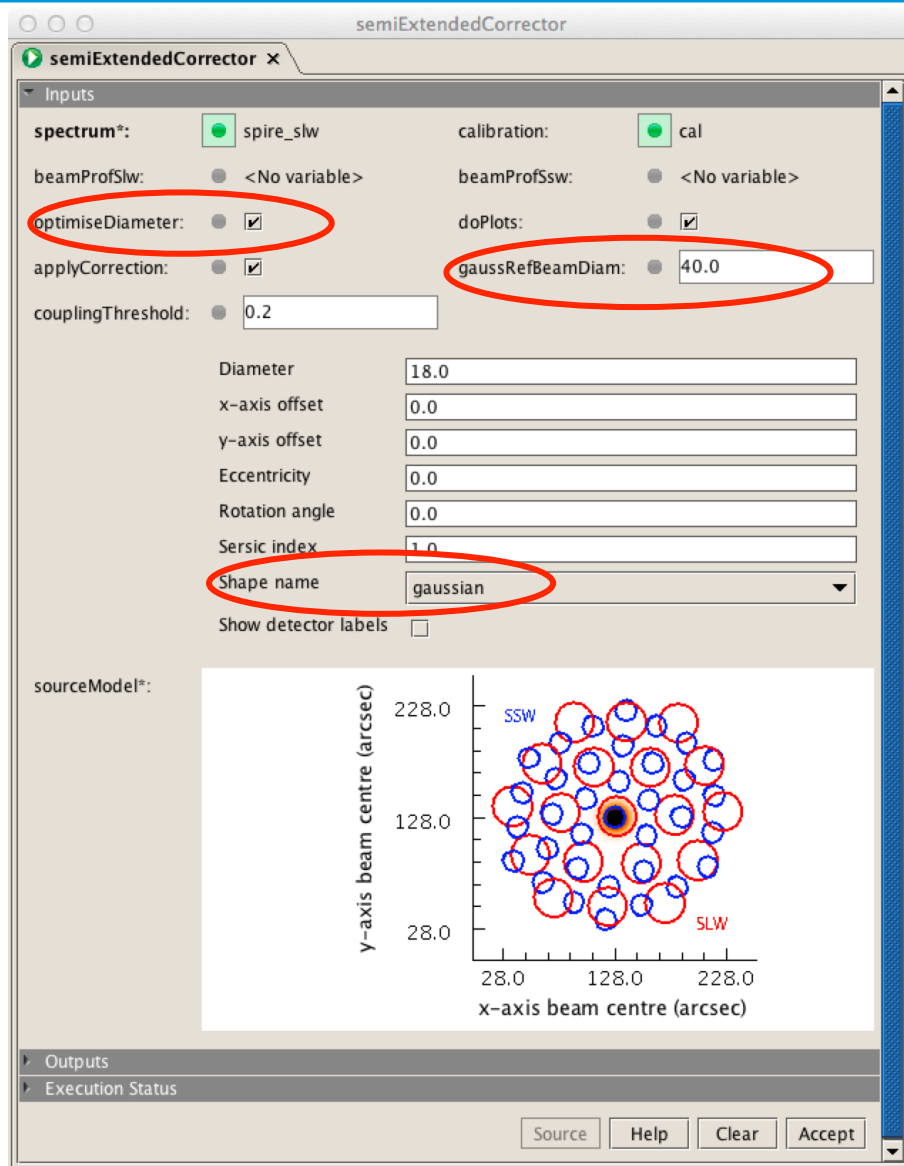 semiExtendedCorrector
semiExtendedCorrector ×
Inputs
spectrum*: spire_slw calibration: cal
beamProfSlw: <No variable> beamProfSsw: <No variable>
optimiseDiameter: doPlots:
applyCorrection: gaussRefBeamDiam: 40.0
couplingThreshold: 0.2
Diameter 18.0
x-axis offset 0.0
y-axis offset 0.0
Eccentricity 0.0
Rotation angle 0.0
Sersic index 1.0
Shape name gaussian
Show detector labels
sourceModel*:
y-axis beam centre (arcsec)
228.0
128.0
28.0
SSW
SLW
28.0 128.0 228.0
x-axis beam centre (arcsec)
Outputs
Execution Status
Source Help Clear Accept